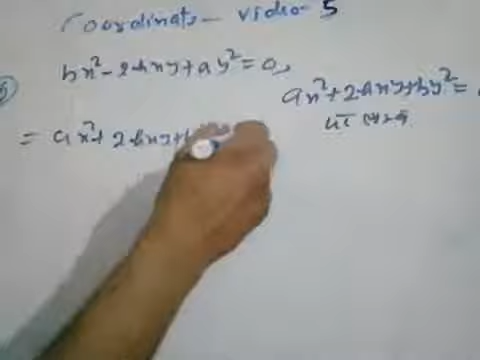 Coordinate - video-5
bx²-2hxy+ay²=0,
ax²+2hxy+by²=
= ax²+2hxy+b